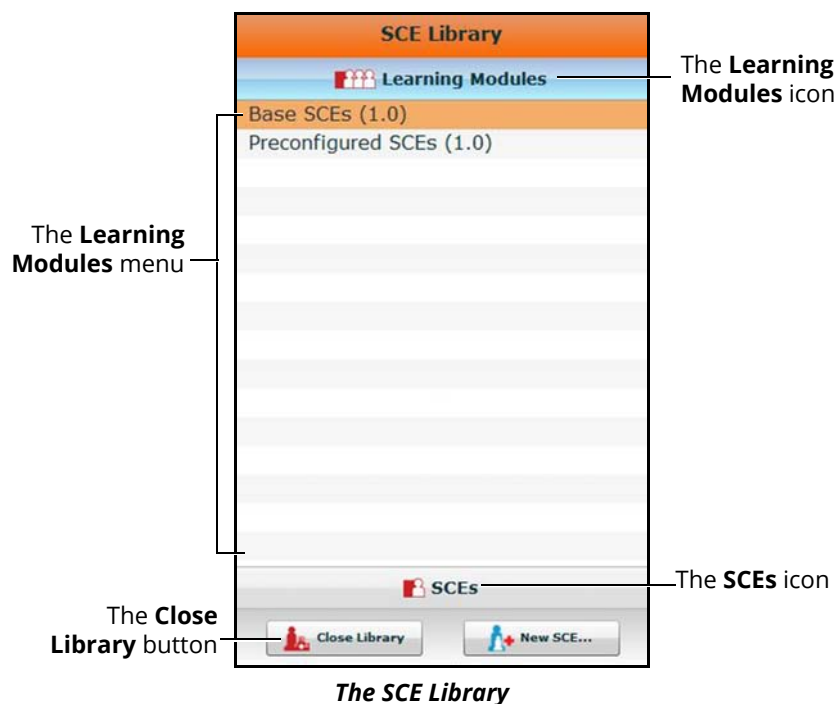 SCE Library
Learning Modules
The Learning
Modules icon
Base SCEs (1.0)
Preconfigured SCEs (1.0)
The Learning
Modules menu
SCEs
The SCEs icon
The Close
Library button
Close Library
New SCE...
The SCE Library